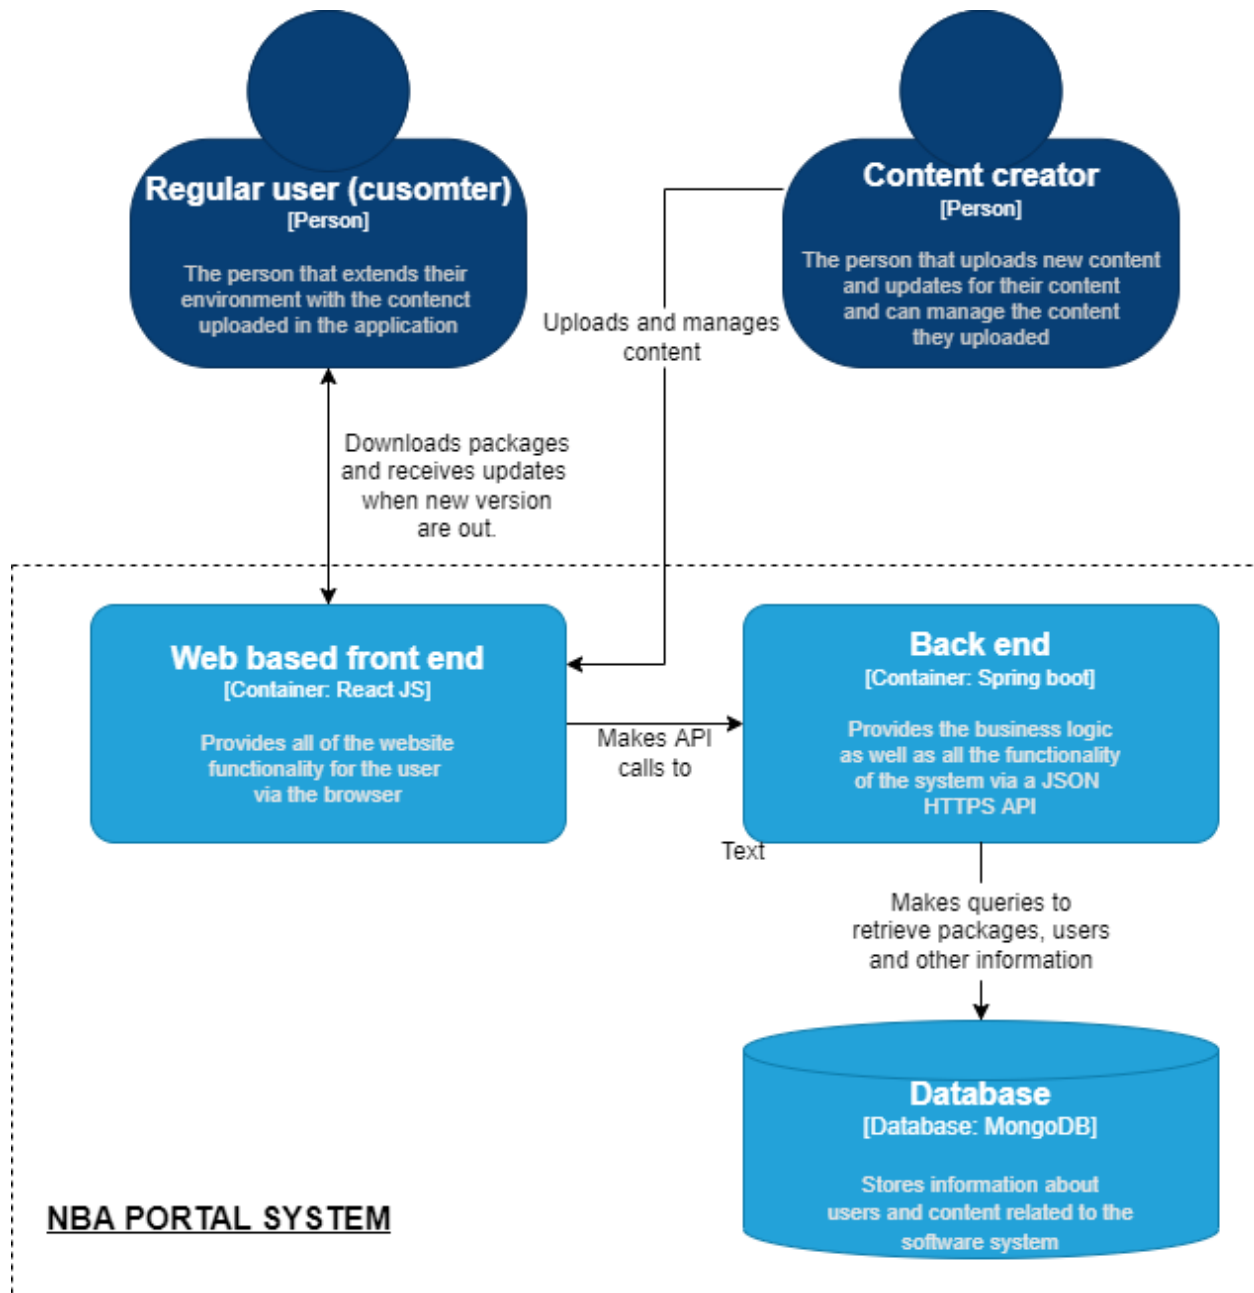 Regular user (cusomter)
[Person]
The person that extends their
environment with the contenct
uploaded in the application
Content creator
[Person]
The person that uploads new content
and updates for their content
and can manage the content
they uploaded
Uploads and manages
content
Downloads packages
and receives updates
when new version
are out.
Web based front end
[Container: React JS]
Provides all of the website
functionality for the user
via the browser
Makes API
calls to
Back end
[Container: Spring boot]
Provides the business logic
as well as all the functionality
of the system via a JSON
HTTPS API
Text
Makes queries to
retrieve packages, users
and other information
Database
[Database: MongoDB]
Stores information about
users and content related to the
software system
NBA PORTAL SYSTEM